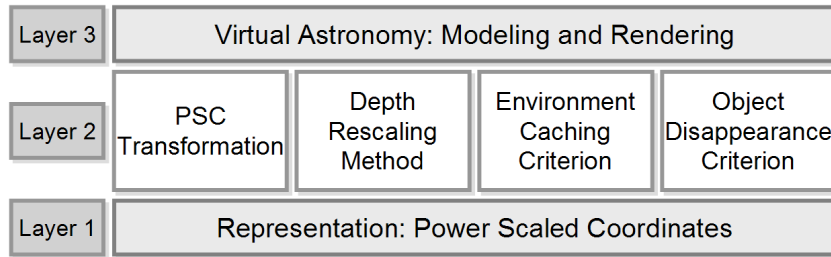 Layer 3
Virtual Astronomy: Modeling and Rendering
Layer 2
PSC
Transformation
Depth
Rescaling
Method
Environment
Caching
Criterion
Object
Disappearance
Criterion
Layer 1
Representation: Power Scaled Coordinates